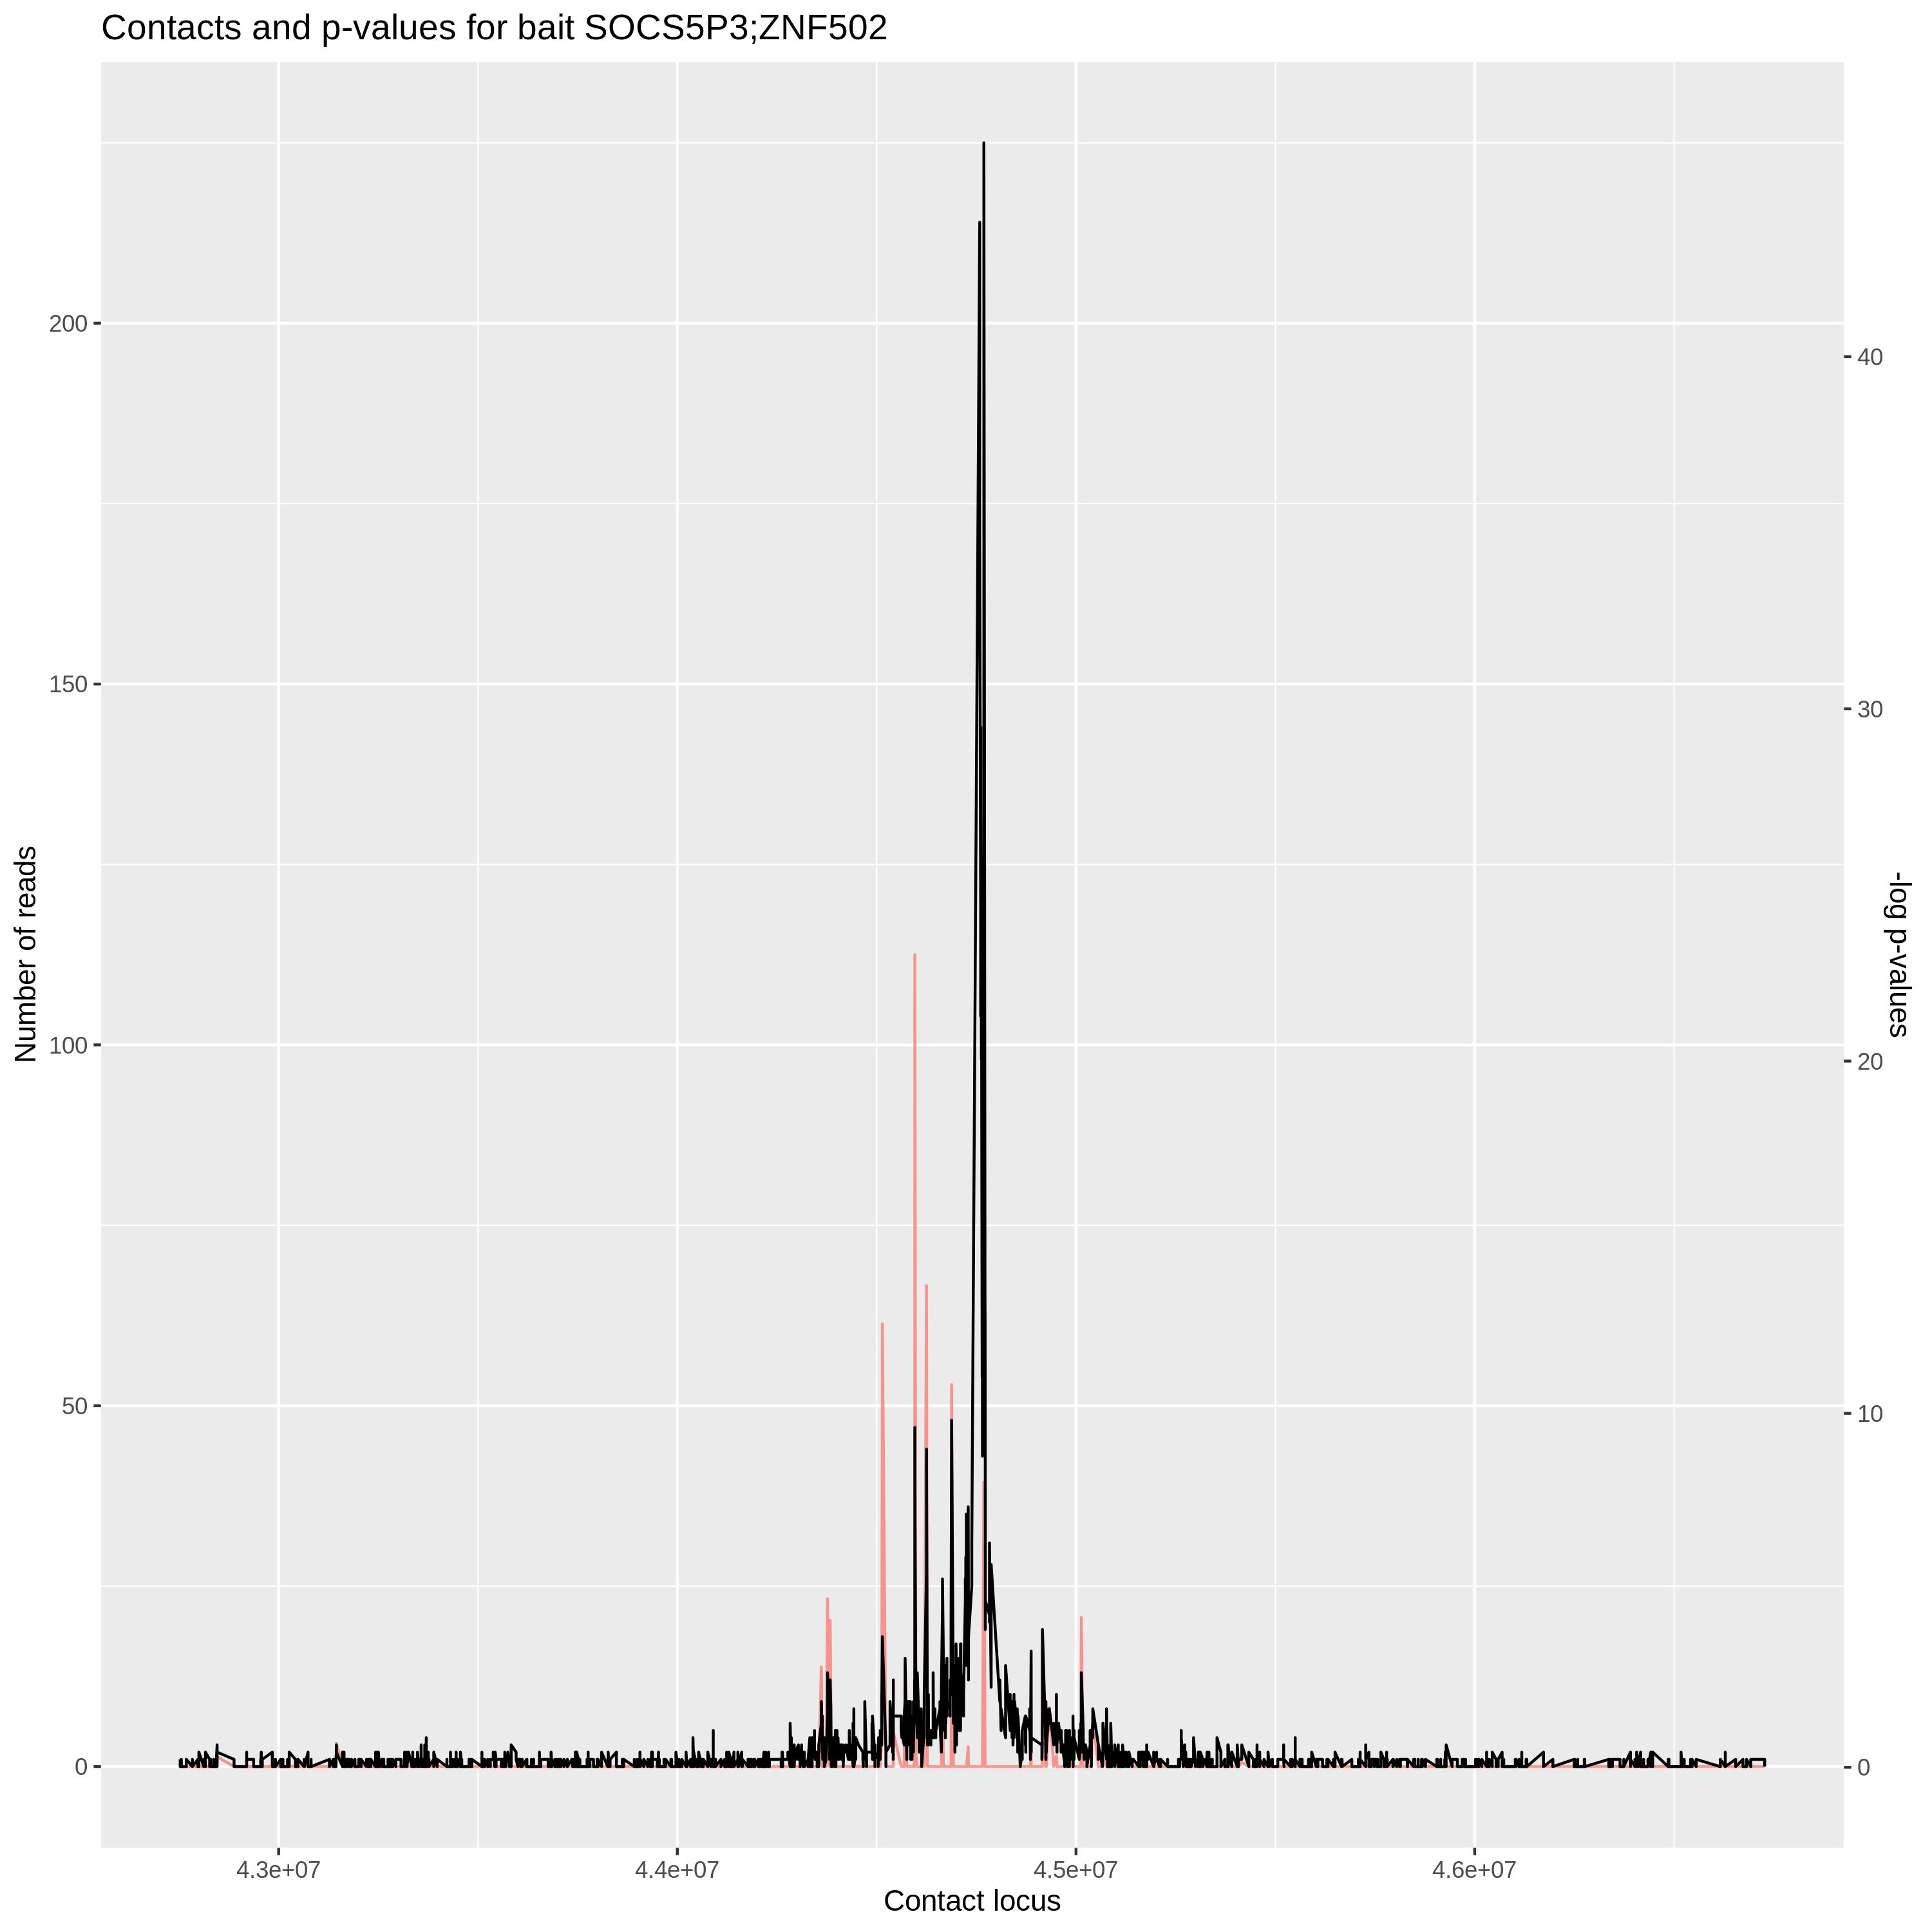 Contacts and p-values for bait SOCS5P3;ZNF502
Number of reads
200
150
100
50
0
40
30
20
10
0
-log p-values
4.3e+07 4.4e+07 4.5e+07 4.6e+07
Contact locus